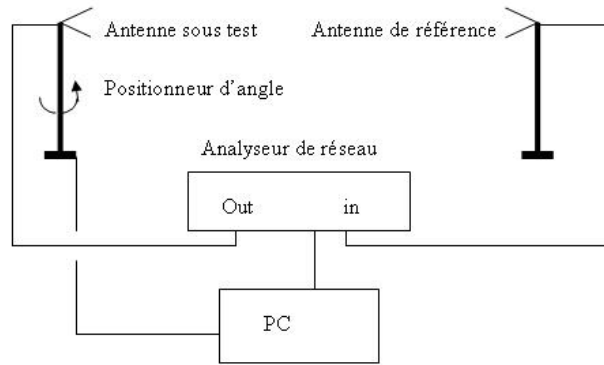 Antenne sous test
Antenne de référence
Positionneur d'angle
Analyseur de réseau
Out
in
PC